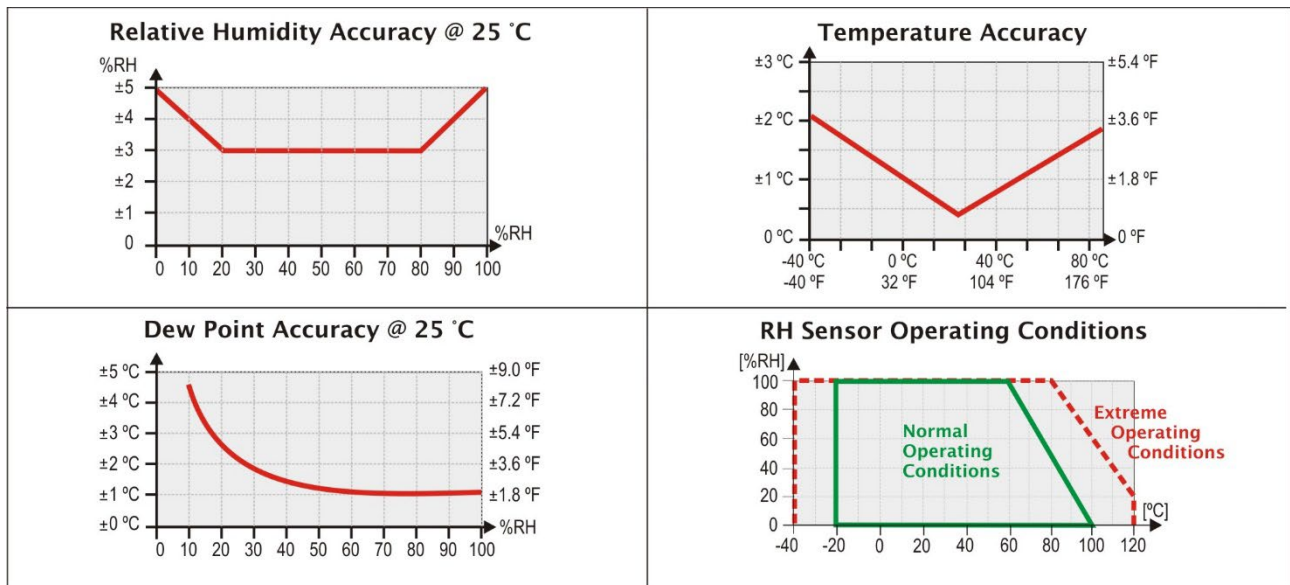 Relative Humidity Accuracy @ 25 ˚C
%RH
±5
±4
±3
±2
±1
0
%RH
0 10 20 30 40 50 60 70 80 90 100
Temperature Accuracy
±3 ºC ±5.4 ºF
±2 ºC ±3.6 ºF
±1 ºC ±1.8 ºF
0 ºC 0 ºF
-40 ºC 0 ºC 40 ºC 80 ºC
-40 ºF 32 ºF 104 ºF 176 ºF
Dew Point Accuracy @ 25 ˚C
±5 ºC ±9.0 ºF
±4 ºC ±7.2 ºF
±3 ºC ±5.4 ºF
±2 ºC ±3.6 ºF
±1 ºC ±1.8 ºF
±0 ºC %RH
0 10 20 30 40 50 60 70 80 90 100
RH Sensor Operating Conditions
[%RH]
100
80
60
40
20
0
Normal
Operating
Conditions
Extreme
Operating
Conditions
[ºC]
-40 -20 0 20 40 60 80 100 120